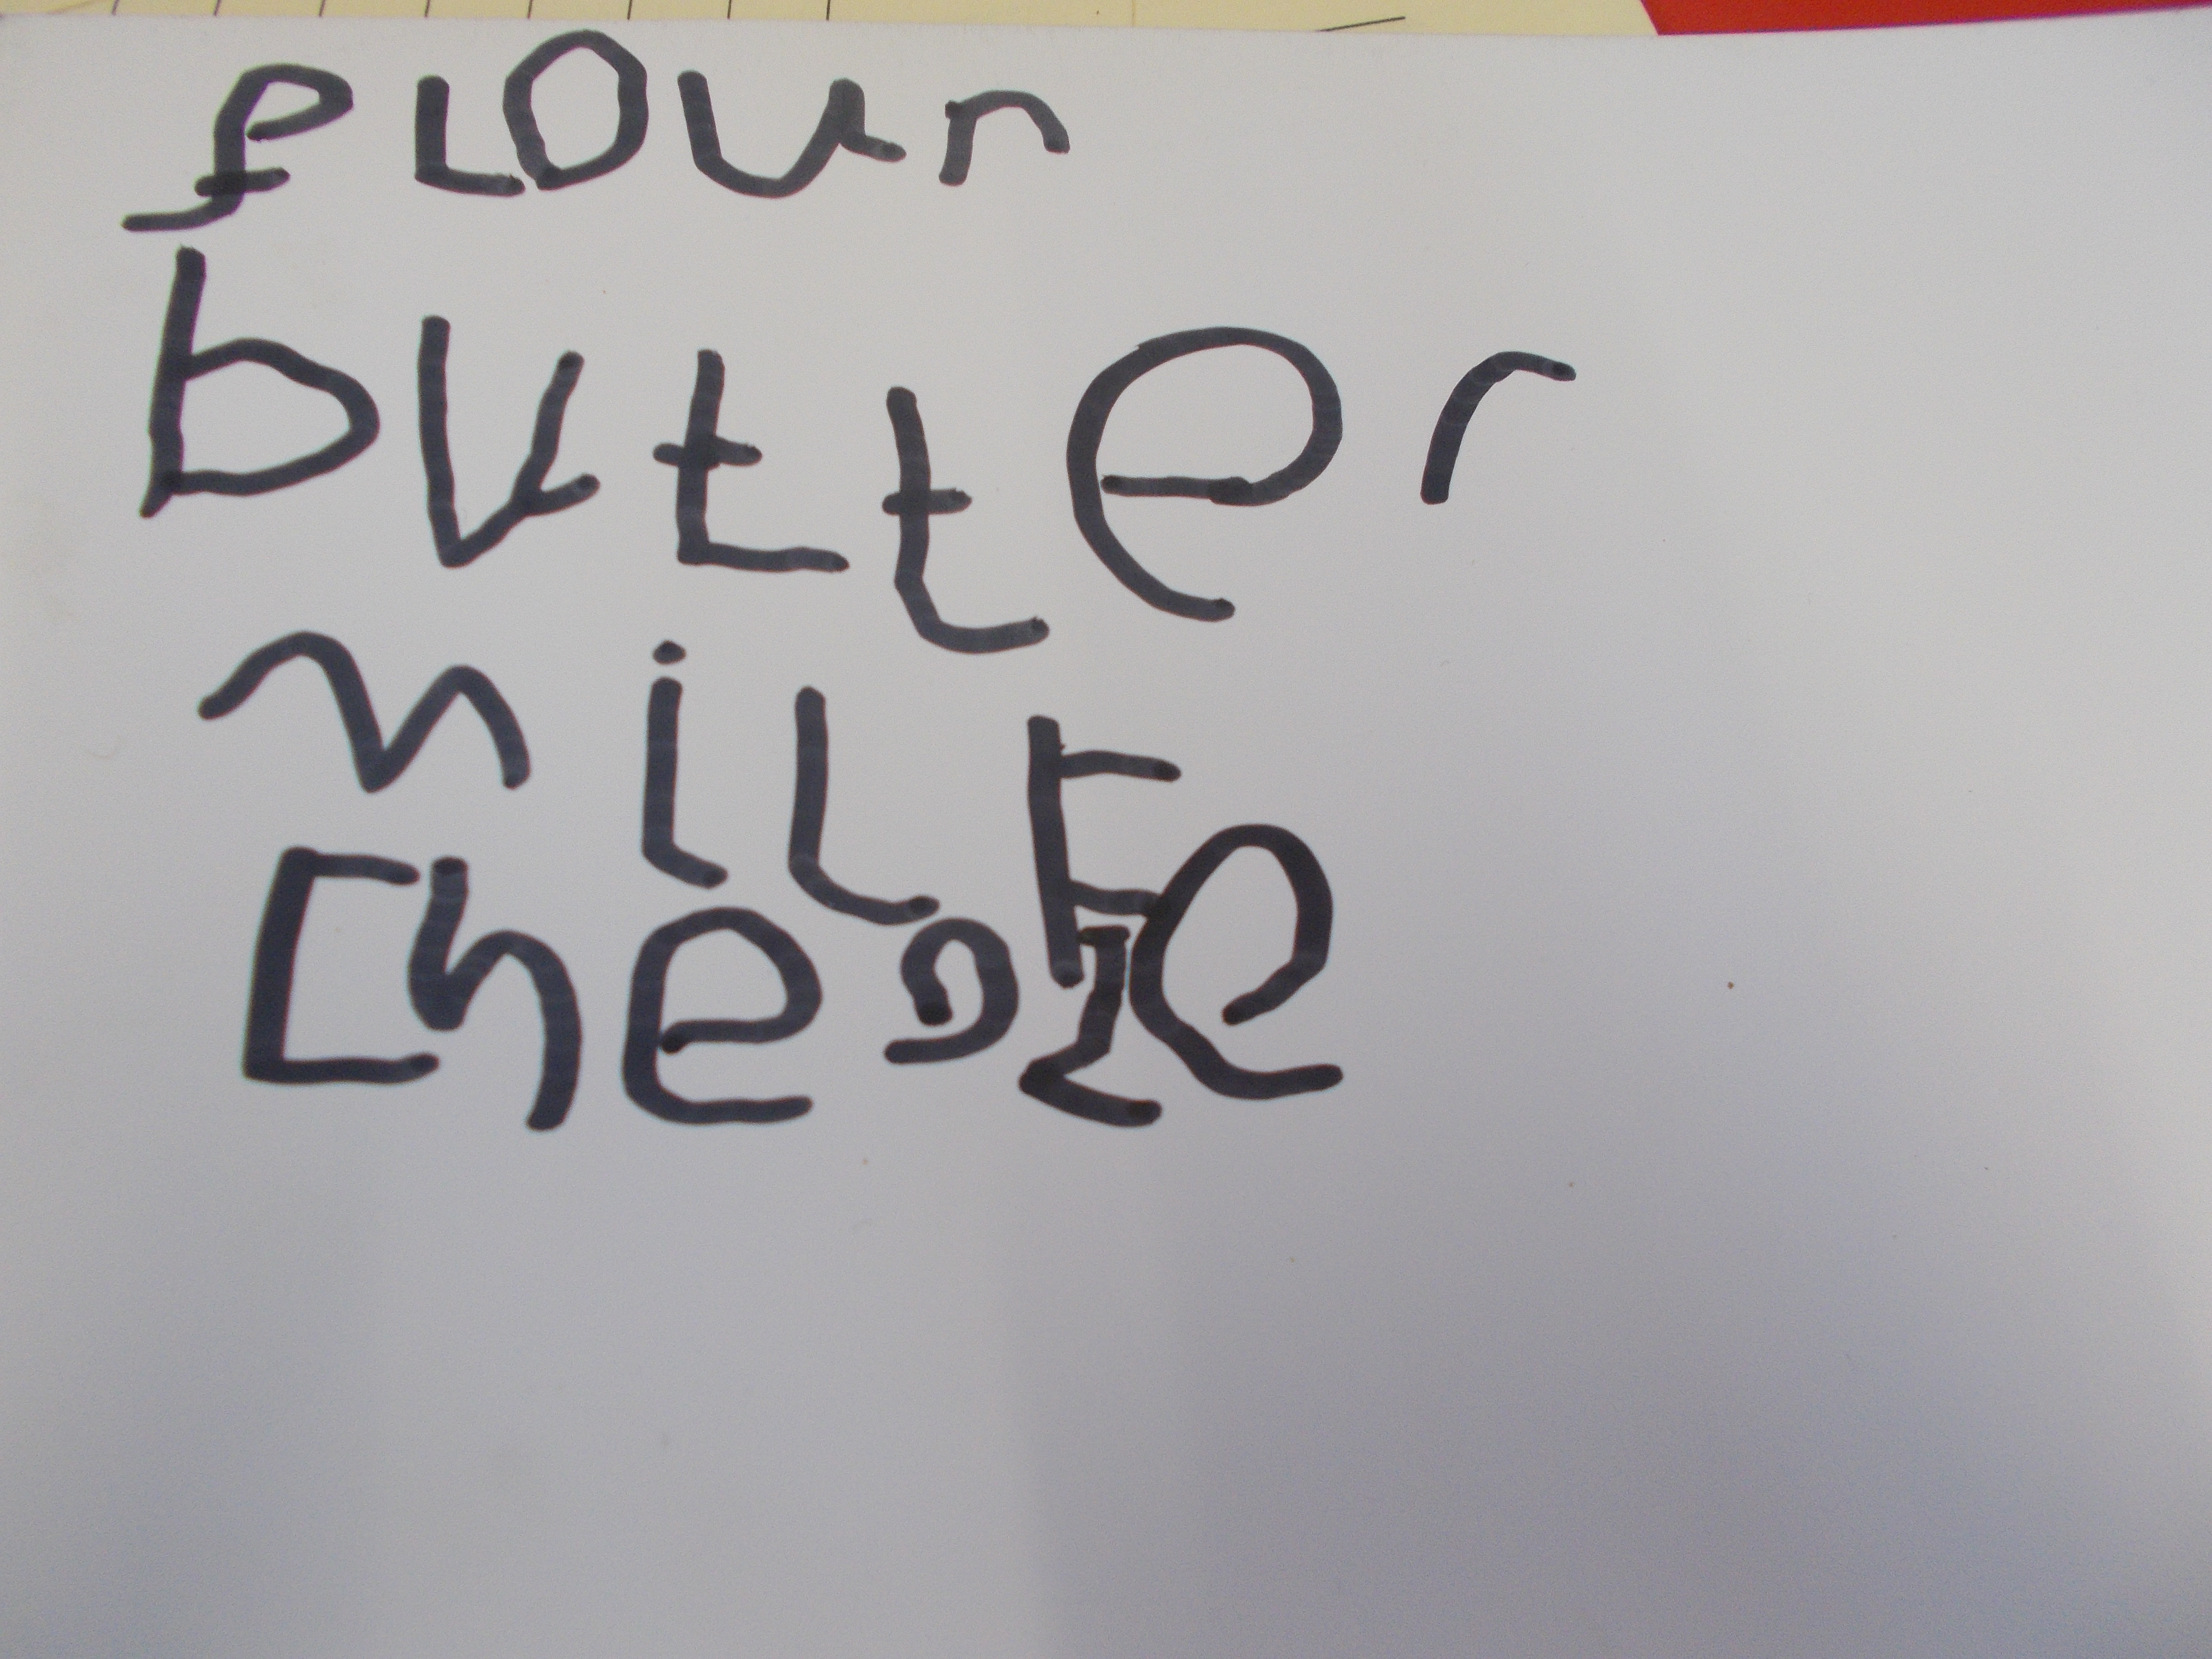 flour
butter
milk
cheese